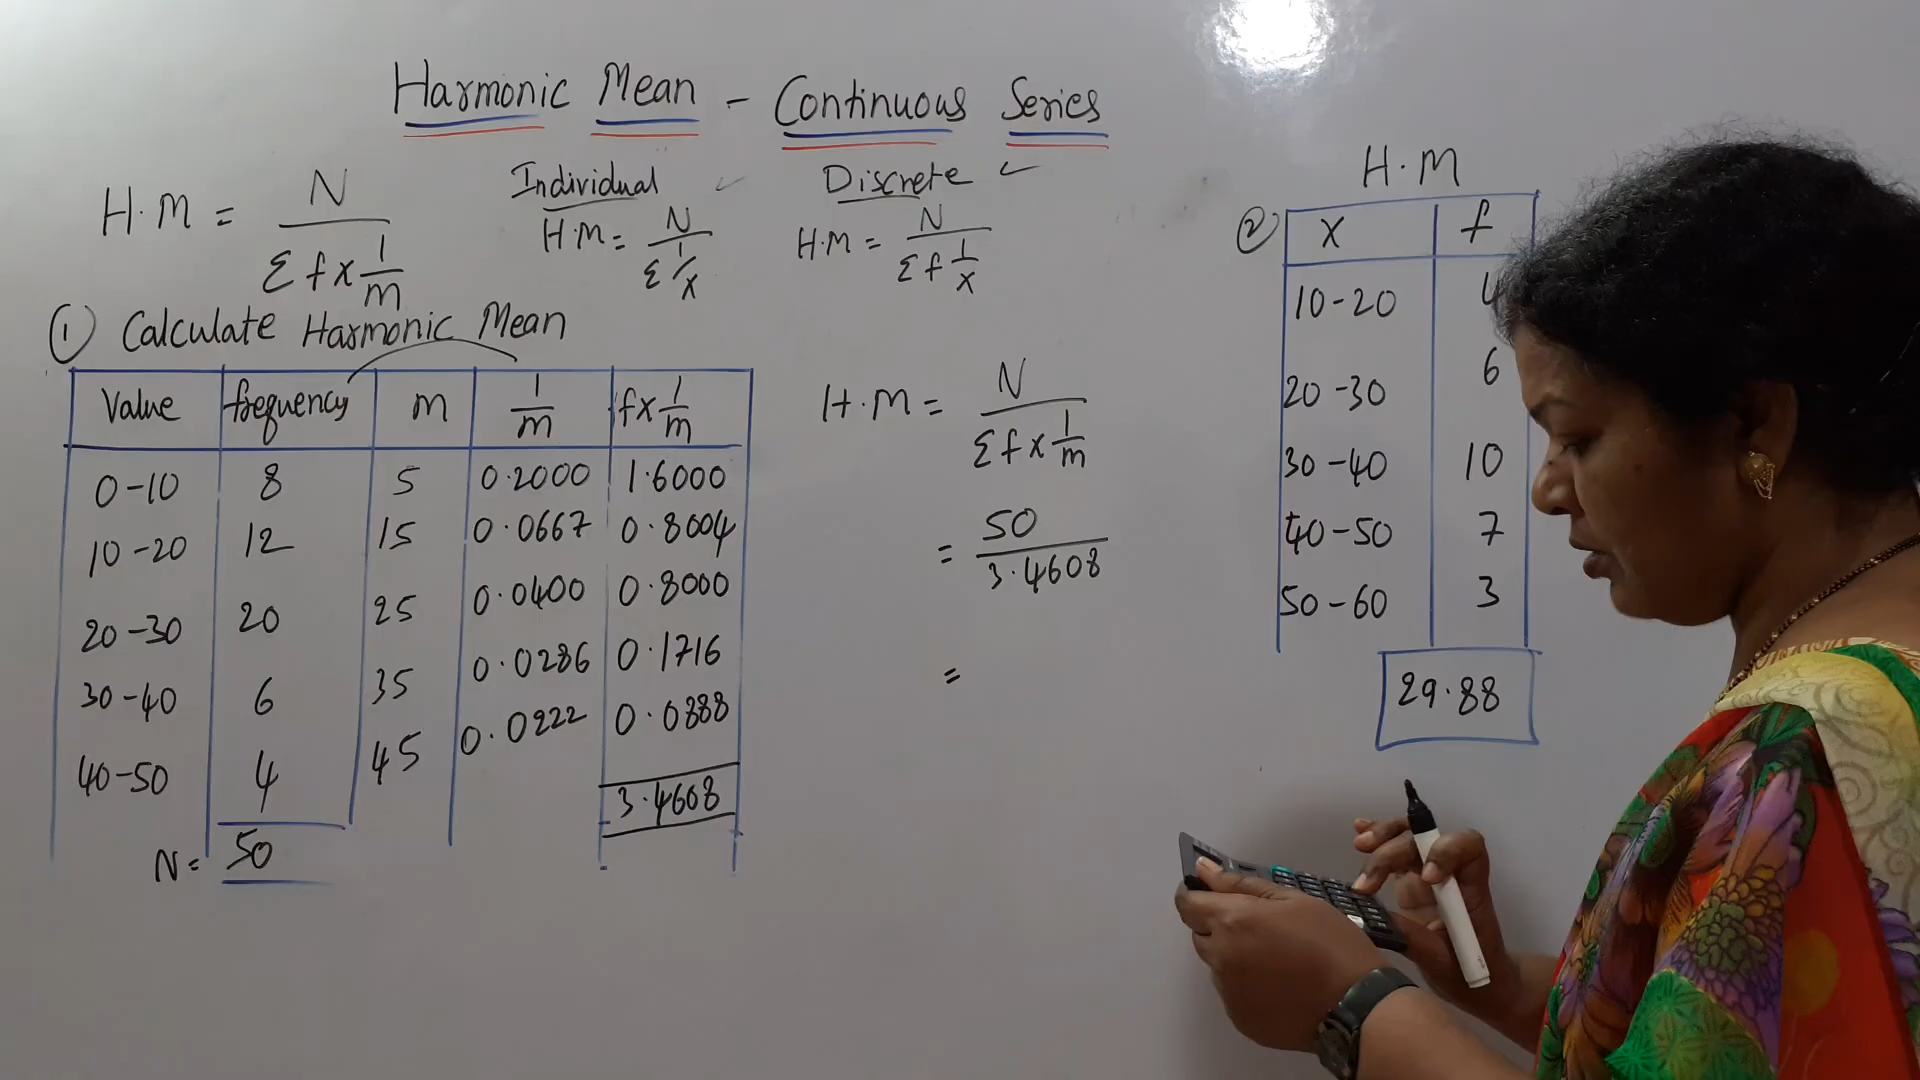 Harmonic Mean - Continuous Series
H.M = N / Σ f x 1/m
Individual ✓
H.M = N / Σ 1/x
Discrete ✓
H.M = N / Σ f 1/x
① Calculate Harmonic Mean
Value frequency m 1/m f x 1/m
0-10 8 5 0.2000 1.6000
10-20 12 15 0.0667 0.8004
20-30 20 25 0.0400 0.8000
30-40 6 35 0.0286 0.1716
40-50 4 45 0.0222 0.0888
3.4608
N = 50
H.M = N / Σ f x 1/m
= 50 / 3.4608
=
H.M
② X f
10-20 4
20-30 6
30-40 10
40-50 7
50-60 3
29.88